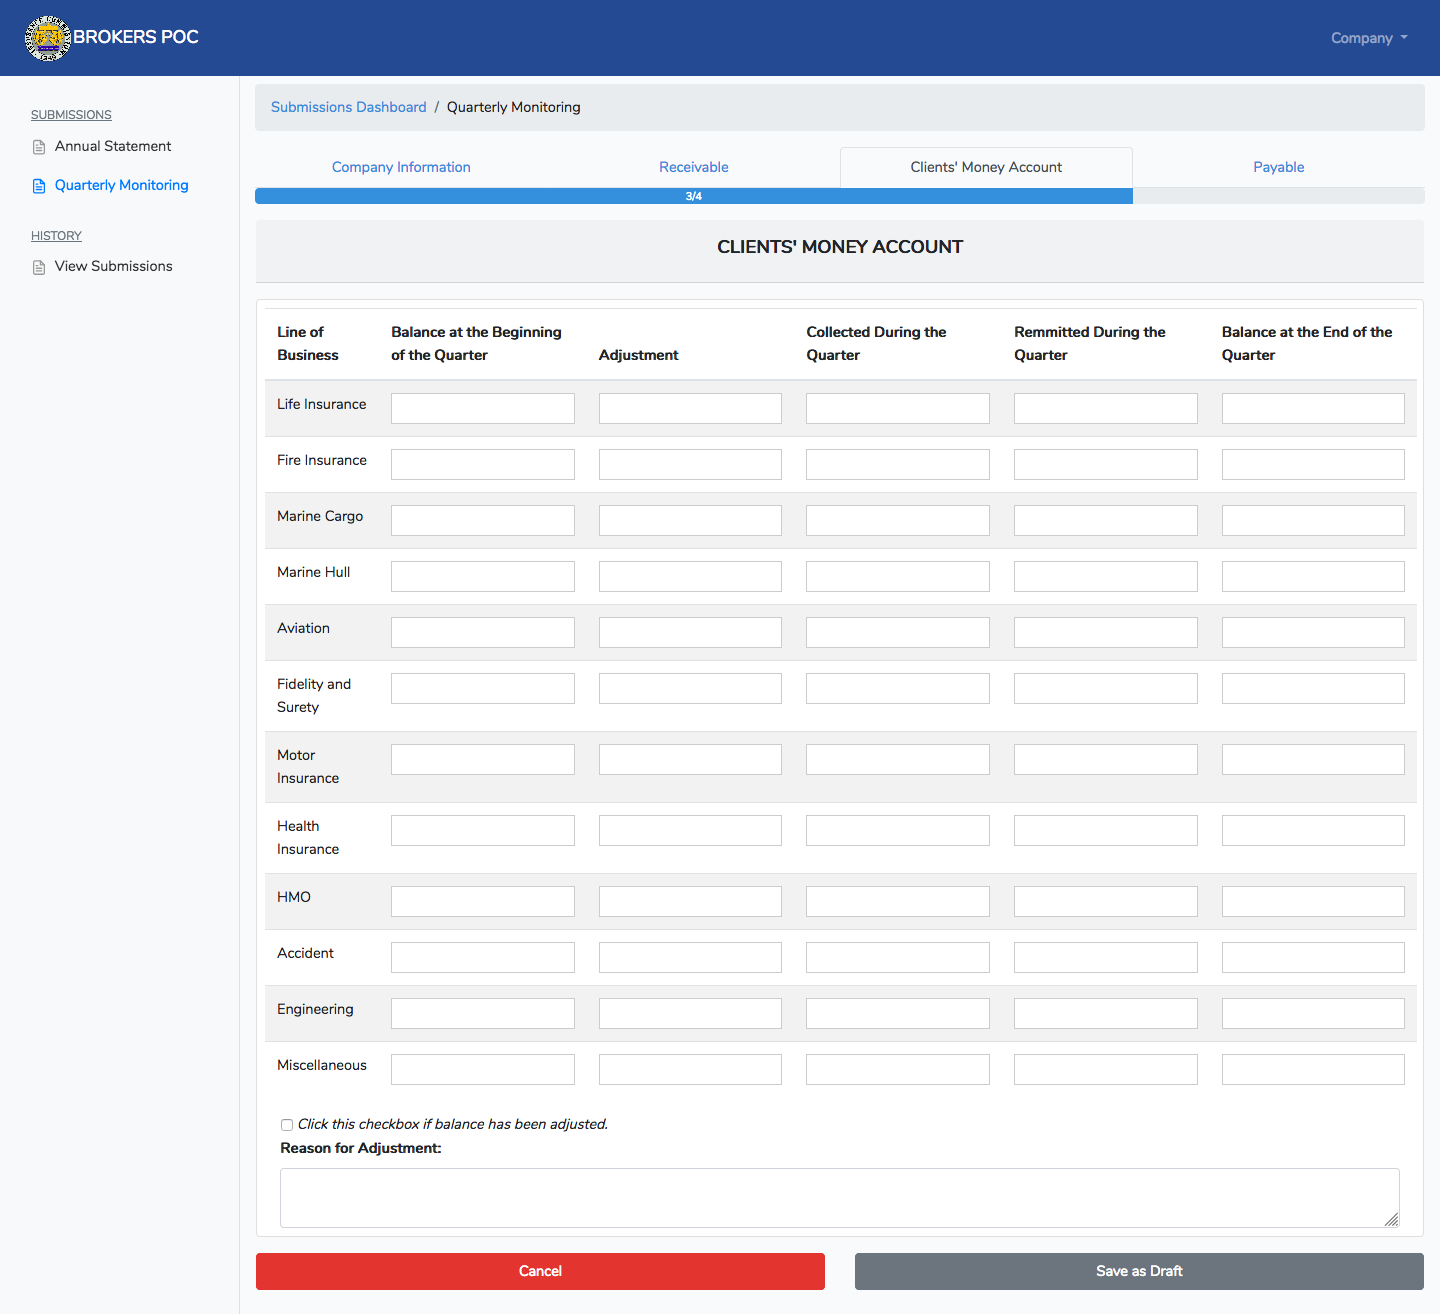 BROKERS POC
Company
SUBMISSIONS
Annual Statement
Quarterly Monitoring
HISTORY
View Submissions
Submissions Dashboard / Quarterly Monitoring
Company Information
Receivable
Clients' Money Account
Payable
3/4
CLIENTS' MONEY ACCOUNT
Line of
Business
Balance at the Beginning
of the Quarter
Adjustment
Collected During the
Quarter
Remmitted During the
Quarter
Balance at the End of the
Quarter
Life Insurance
Fire Insurance
Marine Cargo
Marine Hull
Aviation
Fidelity and
Surety
Motor
Insurance
Health
Insurance
HMO
Accident
Engineering
Miscellaneous
Click this checkbox if balance has been adjusted.
Reason for Adjustment:
Cancel
Save as Draft